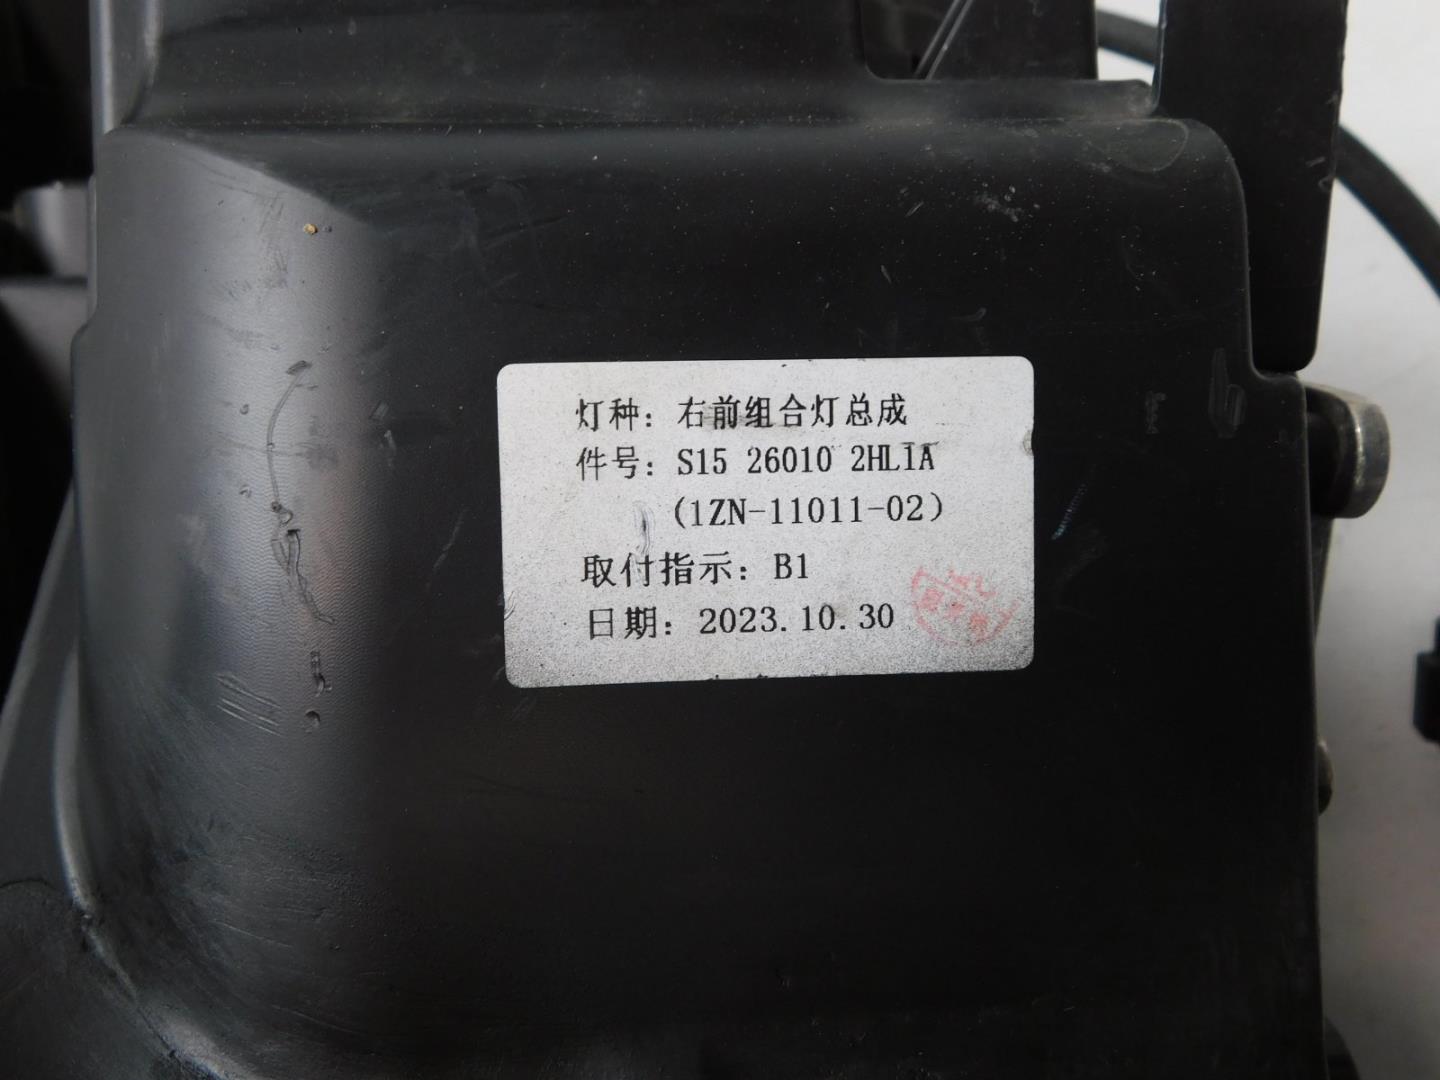 灯种: 右前组合灯总成
件号: S15 26010 2HL1A
(1ZN-11011-02)
取付指示: B1
日期: 2023.10.30